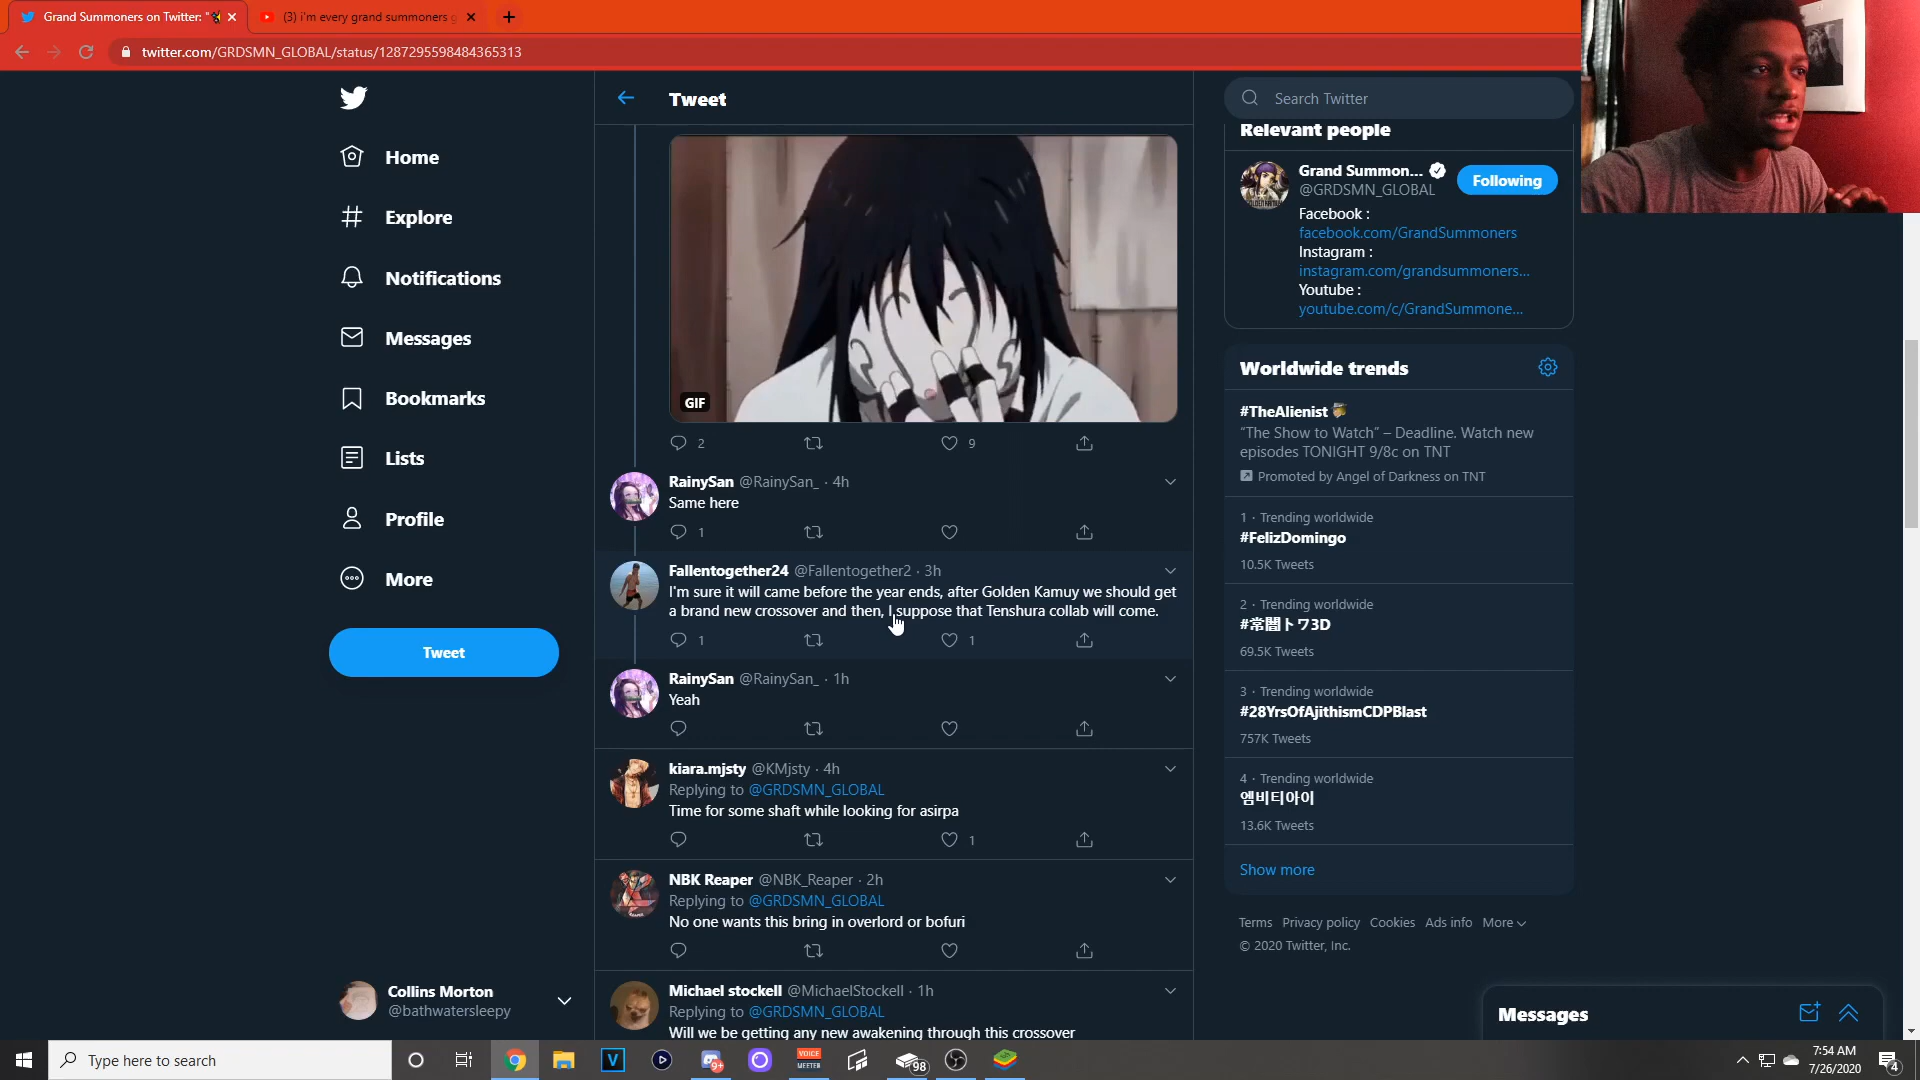 Grand Summoners on Twitter: "
(3) i'm every grand summoners g
twitter.com/GRDSMN_GLOBAL/status/1287295598484365313
Home
Explore
Notifications
Messages
Bookmarks
Lists
Profile
More
Tweet
Collins Morton
@bathwatersleepy
Tweet
GIF
2
9
RainySan @RainySan_ · 4h
Same here
1
Fallentogether24 @Fallentogether2 · 3h
I'm sure it will came before the year ends, after Golden Kamuy we should get
a brand new crossover and then, I suppose that Tenshura collab will come.
1
1
RainySan @RainySan_ · 1h
Yeah
kiara.mjsty @KMjsty · 4h
Replying to @GRDSMN_GLOBAL
Time for some shaft while looking for asirpa
1
NBK Reaper @NBK_Reaper · 2h
Replying to @GRDSMN_GLOBAL
No one wants this bring in overlord or bofuri
Michael stockell @MichaelStockell · 1h
Replying to @GRDSMN_GLOBAL
Will we be getting any new awakening through this crossover
Search Twitter
Relevant people
Grand Summon...
@GRDSMN_GLOBAL
Following
Facebook :
facebook.com/GrandSummoners
Instagram :
instagram.com/grandsummoners...
Youtube :
youtube.com/c/GrandSummone...
Worldwide trends
#TheAlienist
“The Show to Watch” – Deadline. Watch new
episodes TONIGHT 9/8c on TNT
Promoted by Angel of Darkness on TNT
1 · Trending worldwide
#FelizDomingo
10.5K Tweets
2 · Trending worldwide
#常闇トワ3D
69.5K Tweets
3 · Trending worldwide
#28YrsOfAjithismCDPBlast
757K Tweets
4 · Trending worldwide
엠비티아이
13.6K Tweets
Show more
Terms Privacy policy Cookies Ads info More
© 2020 Twitter, Inc.
Messages
Type here to search
V
9+
VOICE
MEETER
98
7:54 AM
7/26/2020
4